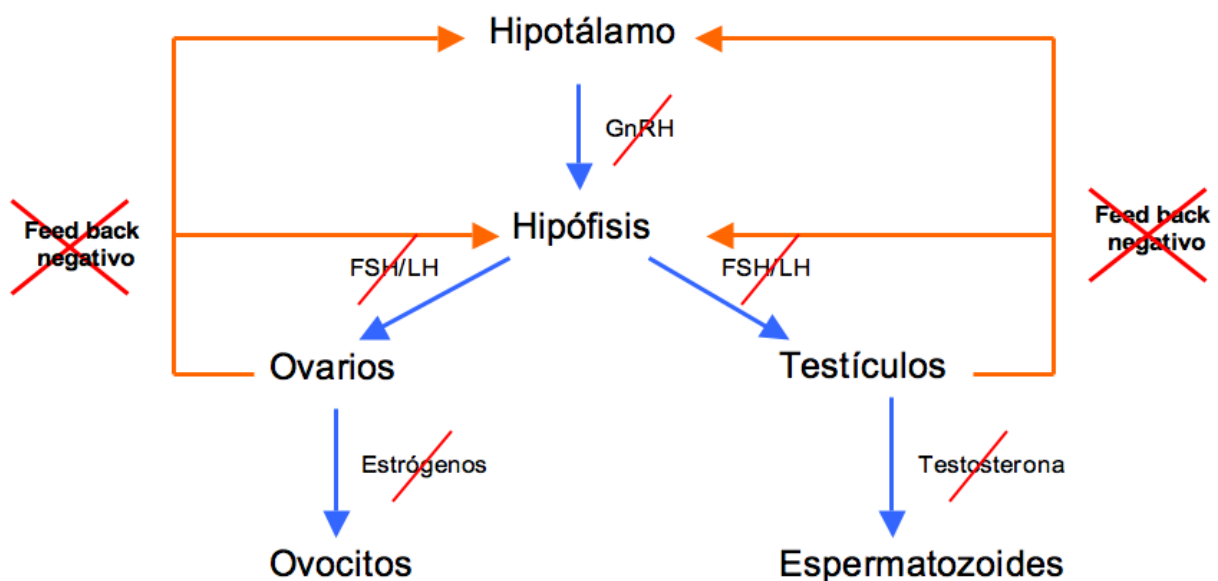 Hipotálamo
GnRH
Feed back
negativo
Hipófisis
Feed back
negativo
FSH/LH
FSH/LH
Ovarios
Testículos
Estrógenos
Testosterona
Ovocitos
Espermatozoides